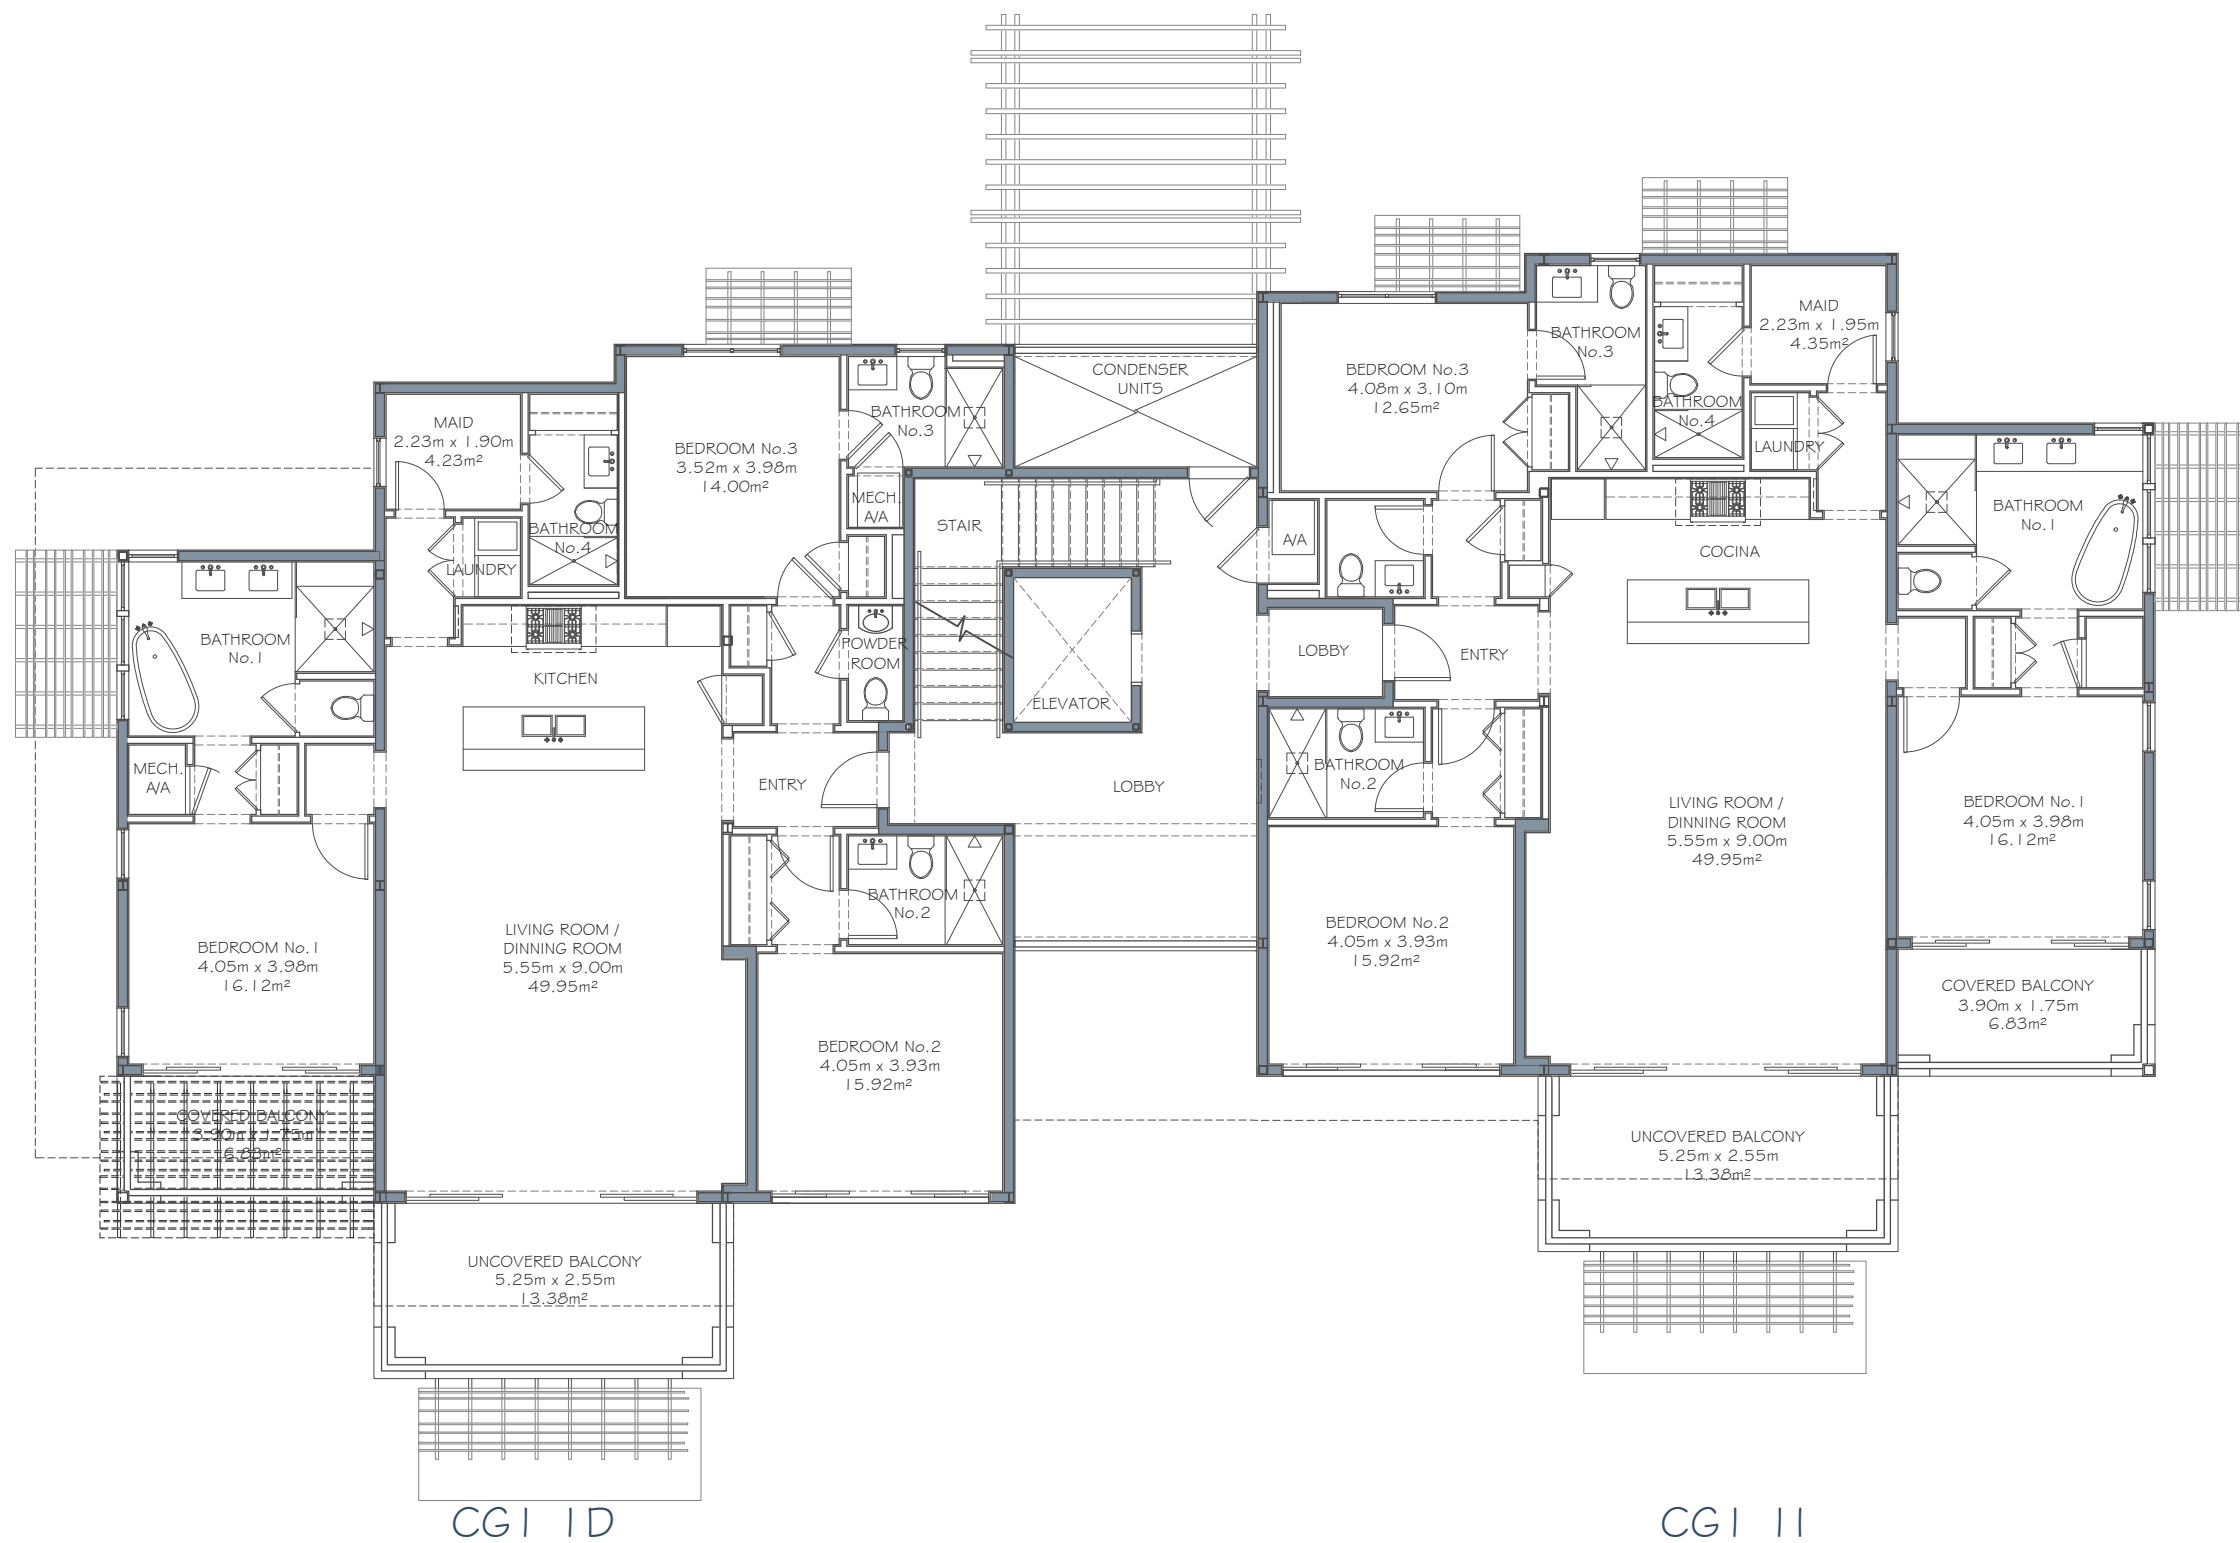 CONDENSER
UNITS
MAID
2.23m x 1.90m
4.23m²
BATHROOM
No.4
LAUNDRY
BEDROOM No.3
3.52m x 3.98m
14.00m²
BATHROOM
No.3
MECH.
A/A
STAIR
ELEVATOR
POWDER
ROOM
BATHROOM
No.1
MECH.
A/A
KITCHEN
ENTRY
LOBBY
BEDROOM No.1
4.05m x 3.98m
16.12m²
LIVING ROOM /
DINNING ROOM
5.55m x 9.00m
49.95m²
BATHROOM
No.2
BEDROOM No.2
4.05m x 3.93m
15.92m²
COVERED BALCONY
3.90m x 1.75m
6.83m²
UNCOVERED BALCONY
5.25m x 2.55m
13.38m²
CG1 1D
BEDROOM No.3
4.08m x 3.10m
12.65m²
BATHROOM
No.3
BATHROOM
No.4
MAID
2.23m x 1.95m
4.35m²
LAUNDRY
A/A
COCINA
BATHROOM
No.1
LOBBY
ENTRY
BATHROOM
No.2
LIVING ROOM /
DINNING ROOM
5.55m x 9.00m
49.95m²
BEDROOM No.1
4.05m x 3.98m
16.12m²
BEDROOM No.2
4.05m x 3.93m
15.92m²
COVERED BALCONY
3.90m x 1.75m
6.83m²
UNCOVERED BALCONY
5.25m x 2.55m
13.38m²
CG1 1I